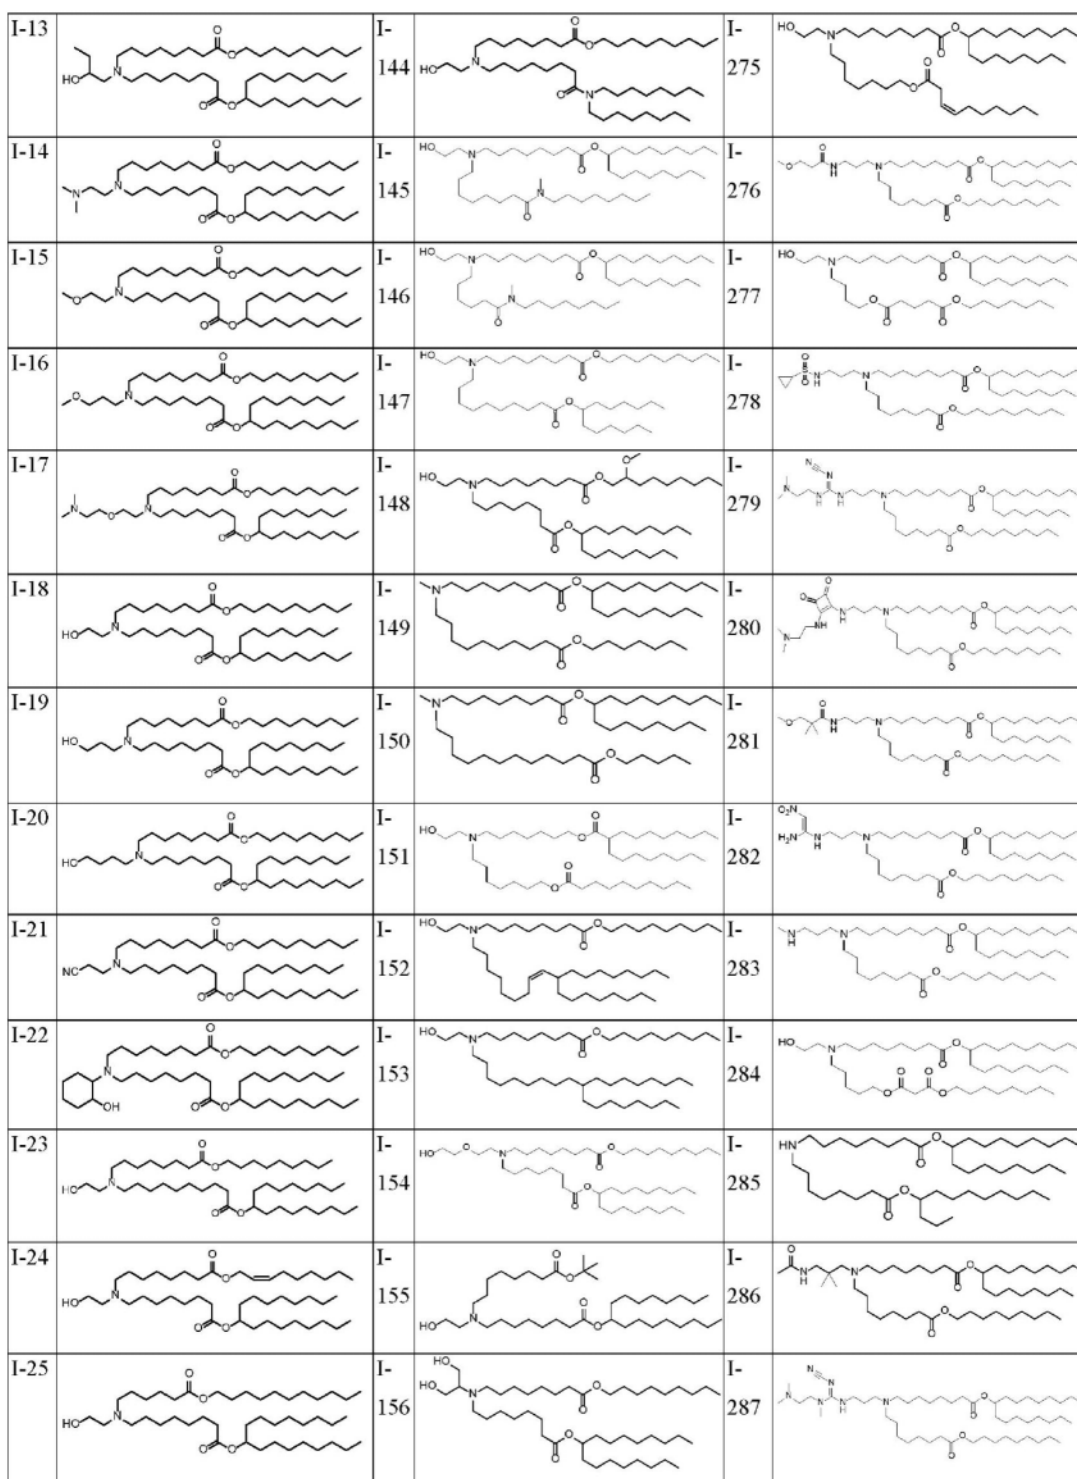 I-13
O
O
HO N
O O
I-
144
O
O
HO N
O N
I-
275
HO N O
O
O
O
I-14
O
O
N
N
O O
I-
145
HO N O
O
N
O
I-
276
O
O N H N O
O
O
O
I-15
O
O
N
O
O O
I-
146
HO N O
O
N
O
I-
277
HO N O
O
O O
O O
I-16
O
O
O N
O O
I-
147
HO N O
O
O
O
I-
278
O
S N H N O
O O
O
O
I-17
O
O
N O N
O O
I-
148
O
HO N O
O
O
O
I-
279
N N
N N H N H N O
O
O
O
I-18
O
O
HO N
O O
I-
149
N O
O
O
O
I-
280
O O
N H N O
N NH O
O
O
I-19
O
O
N
HO
O O
I-
150
N O
O
O
O
I-
281
O
O N H N O
O
O
O
I-20
O
O
HO N
O O
I-
151
HO N O O
O
O
I-
282
O₂N
H₂N N H N O
O
O
O
I-21
O
O
NC N
O O
I-
152
HO N O
O
I-
283
N H N O
O
O
O
I-22
O
O
N
OH O O
I-
153
HO N O
O
I-
284
HO N O
O
O O
O O
I-23
O
O
HO N
O O
I-
154
HO O N O
O
O O
I-
285
HN O
O
O
O
I-24
O
O
HO N
O O
I-
155
O
O
N
HO O O
I-
286
O
N H N O
O
O
O
I-25
O
O
HO N
O O
I-
156
HO
HO N O
O
O
O
I-
287
N N
N N N H N O
O
O
O